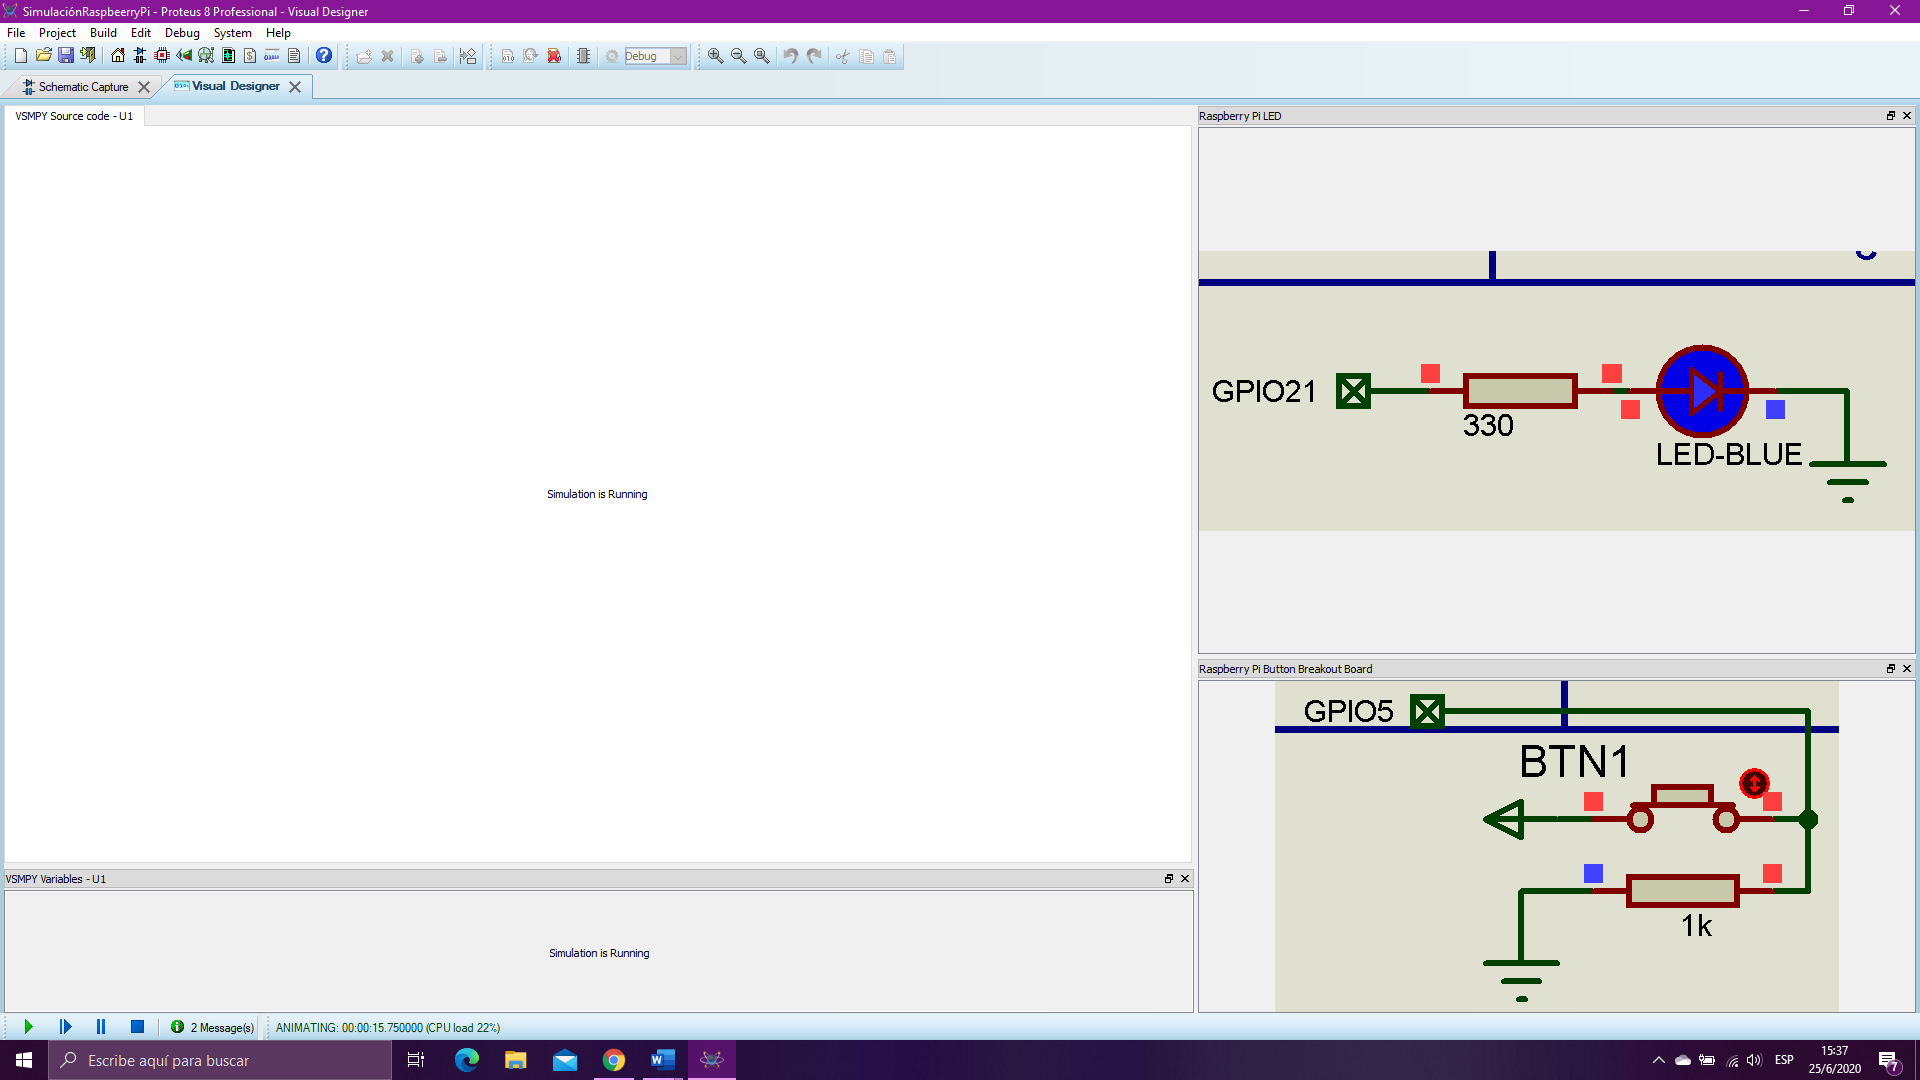 SimulaciónRaspbeerryPi - Proteus 8 Professional - Visual Designer
File Project Build Edit Debug System Help
Debug
Schematic Capture
Visual Designer
VSMPY Source code - U1
Simulation is Running
Raspberry Pi LED
GPIO21
330
LED-BLUE
Raspberry Pi Button Breakout Board
GPIO5
BTN1
1k
VSMPY Variables - U1
Simulation is Running
2 Message(s)
ANIMATING: 00:00:15.750000 (CPU load 22%)
Escribe aquí para buscar
ESP
15:37
25/6/2020
7